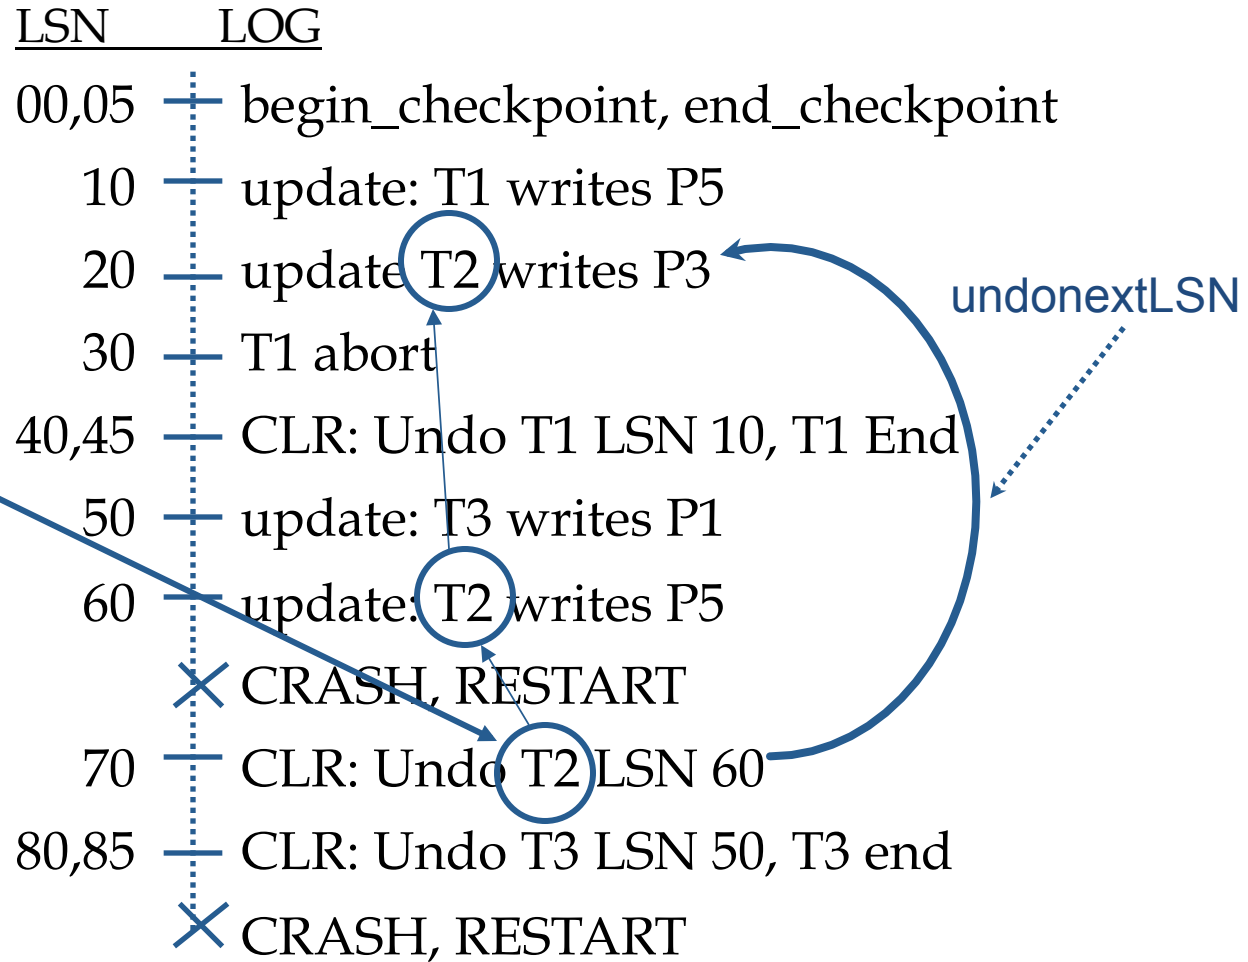 LSN LOG
00,05 begin_checkpoint, end_checkpoint
10 update: T1 writes P5
20 update T2 writes P3
undonextLSN
30 T1 abort
40,45 CLR: Undo T1 LSN 10, T1 End
50 update: T3 writes P1
60 update: T2 writes P5
CRASH, RESTART
70 CLR: Undo T2 LSN 60
80,85 CLR: Undo T3 LSN 50, T3 end
CRASH, RESTART